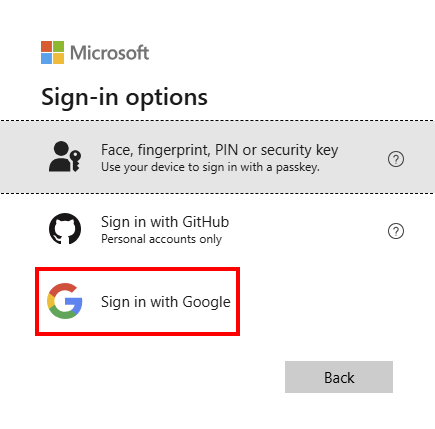 Microsoft
Sign-in options
Face, fingerprint, PIN or security key
Use your device to sign in with a passkey.
?
Sign in with GitHub
Personal accounts only
?
Sign in with Google
Back